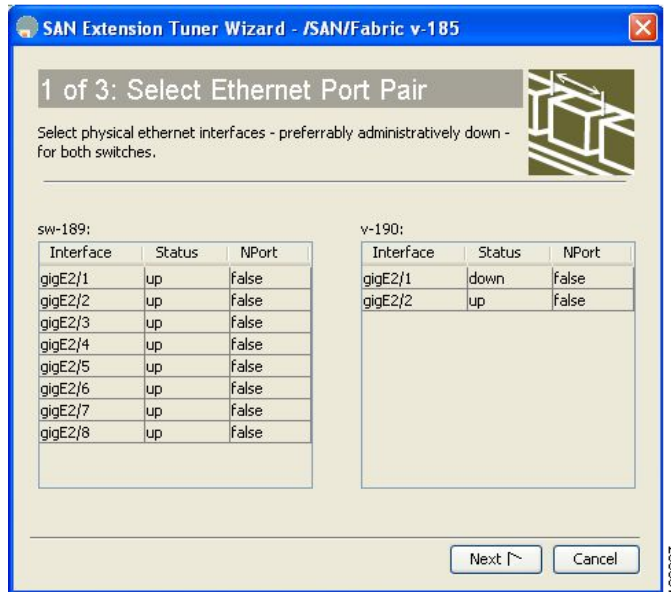 SAN Extension Tuner Wizard - /SAN/Fabric v-185
1 of 3: Select Ethernet Port Pair
Select physical ethernet interfaces - preferrably administratively down -
for both switches.
sw-189:
Interface Status NPort
gigE2/1 up false
gigE2/2 up false
gigE2/3 up false
gigE2/4 up false
gigE2/5 up false
gigE2/6 up false
gigE2/7 up false
gigE2/8 up false
v-190:
Interface Status NPort
gigE2/1 down false
gigE2/2 up false
Next
Cancel